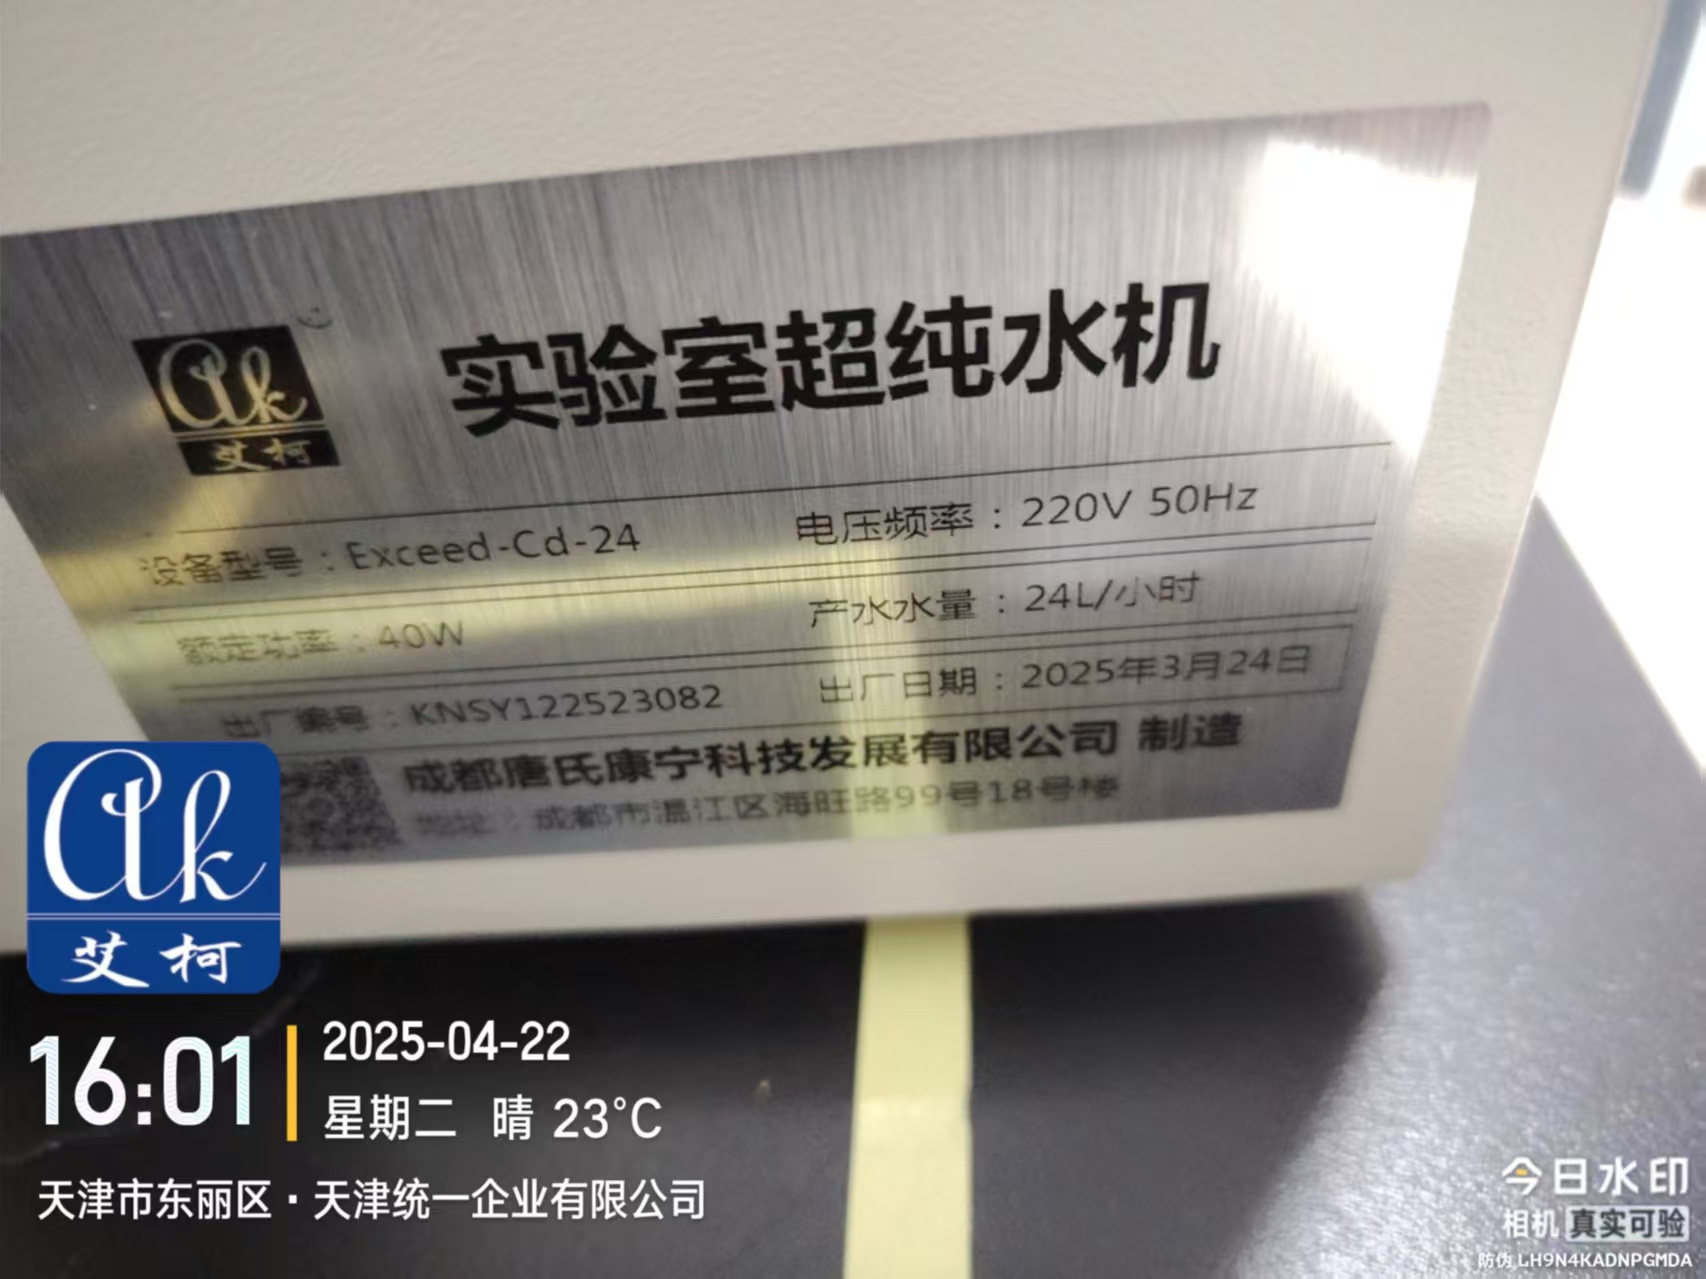 ak
艾柯
实验室超纯水机
设备型号：Exceed-Cd-24 电压频率：220V 50Hz
额定功率：40W 产水水量：24L/小时
出厂编号：KNSY122523082 出厂日期：2025年3月24日
成都唐氏康宁科技发展有限公司 制造
地址：成都市温江区海旺路99号18号楼
ak
艾柯
16:01
2025-04-22
星期二 晴 23°C
天津市东丽区·天津统一企业有限公司
今日水印
相机 真实可验
防伪 LH9N4KADNPGMDA